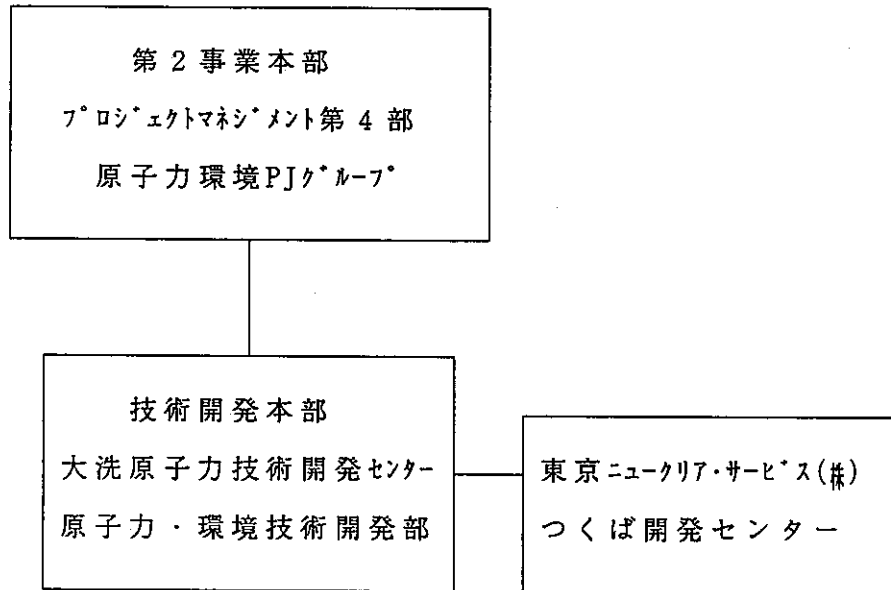 第2事業本部
プロジェクトマネジメント第4部
原子力環境PJグループ
技術開発本部
大洗原子力技術開発センター
原子力・環境技術開発部
東京ニュークリア・サービス(株)
つくば開発センター